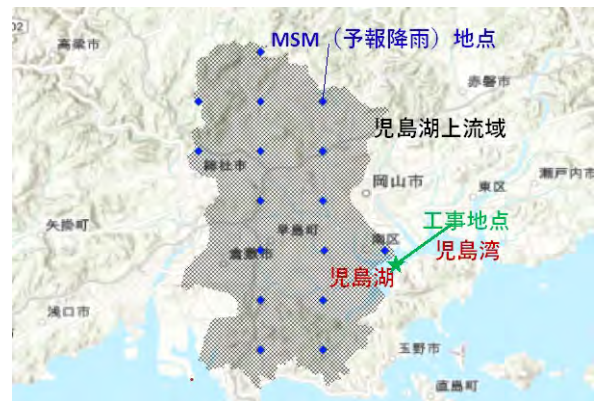 02
高梁市
MSM（予報降雨）地点
赤磐市
児島湖上流域
総社市
岡山市
瀬戸内市
東区
矢掛町
早島町
工事地点
南区
倉敷市
児島湾
児島湖
浅口市
玉野市
直島町